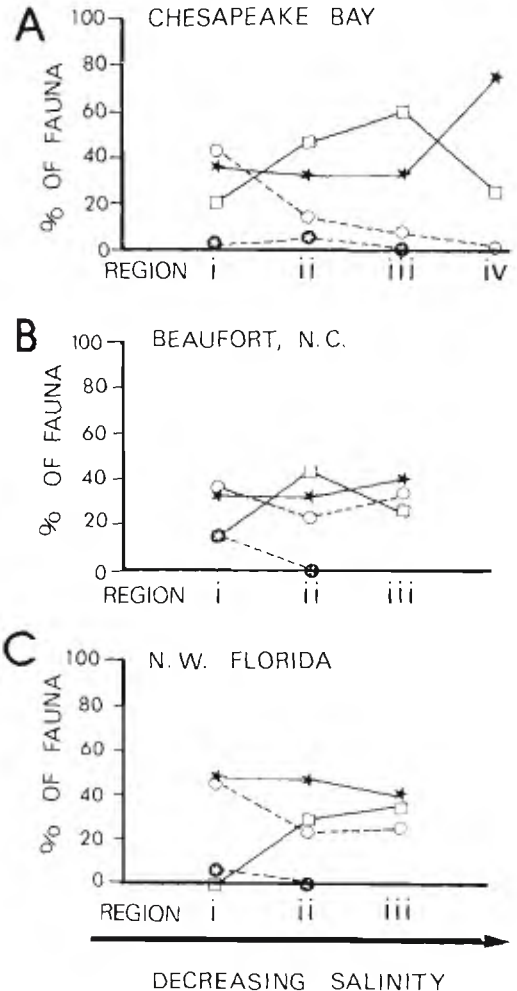 A CHESAPEAKE BAY
% OF FAUNA
100
80
60
40
20
0
REGION i ii iii iv
B BEAUFORT, N.C.
% OF FAUNA
100
80
60
40
20
0
REGION i ii iii
C N.W. FLORIDA
% OF FAUNA
100
80
60
40
20
0
REGION i ii iii
DECREASING SALINITY